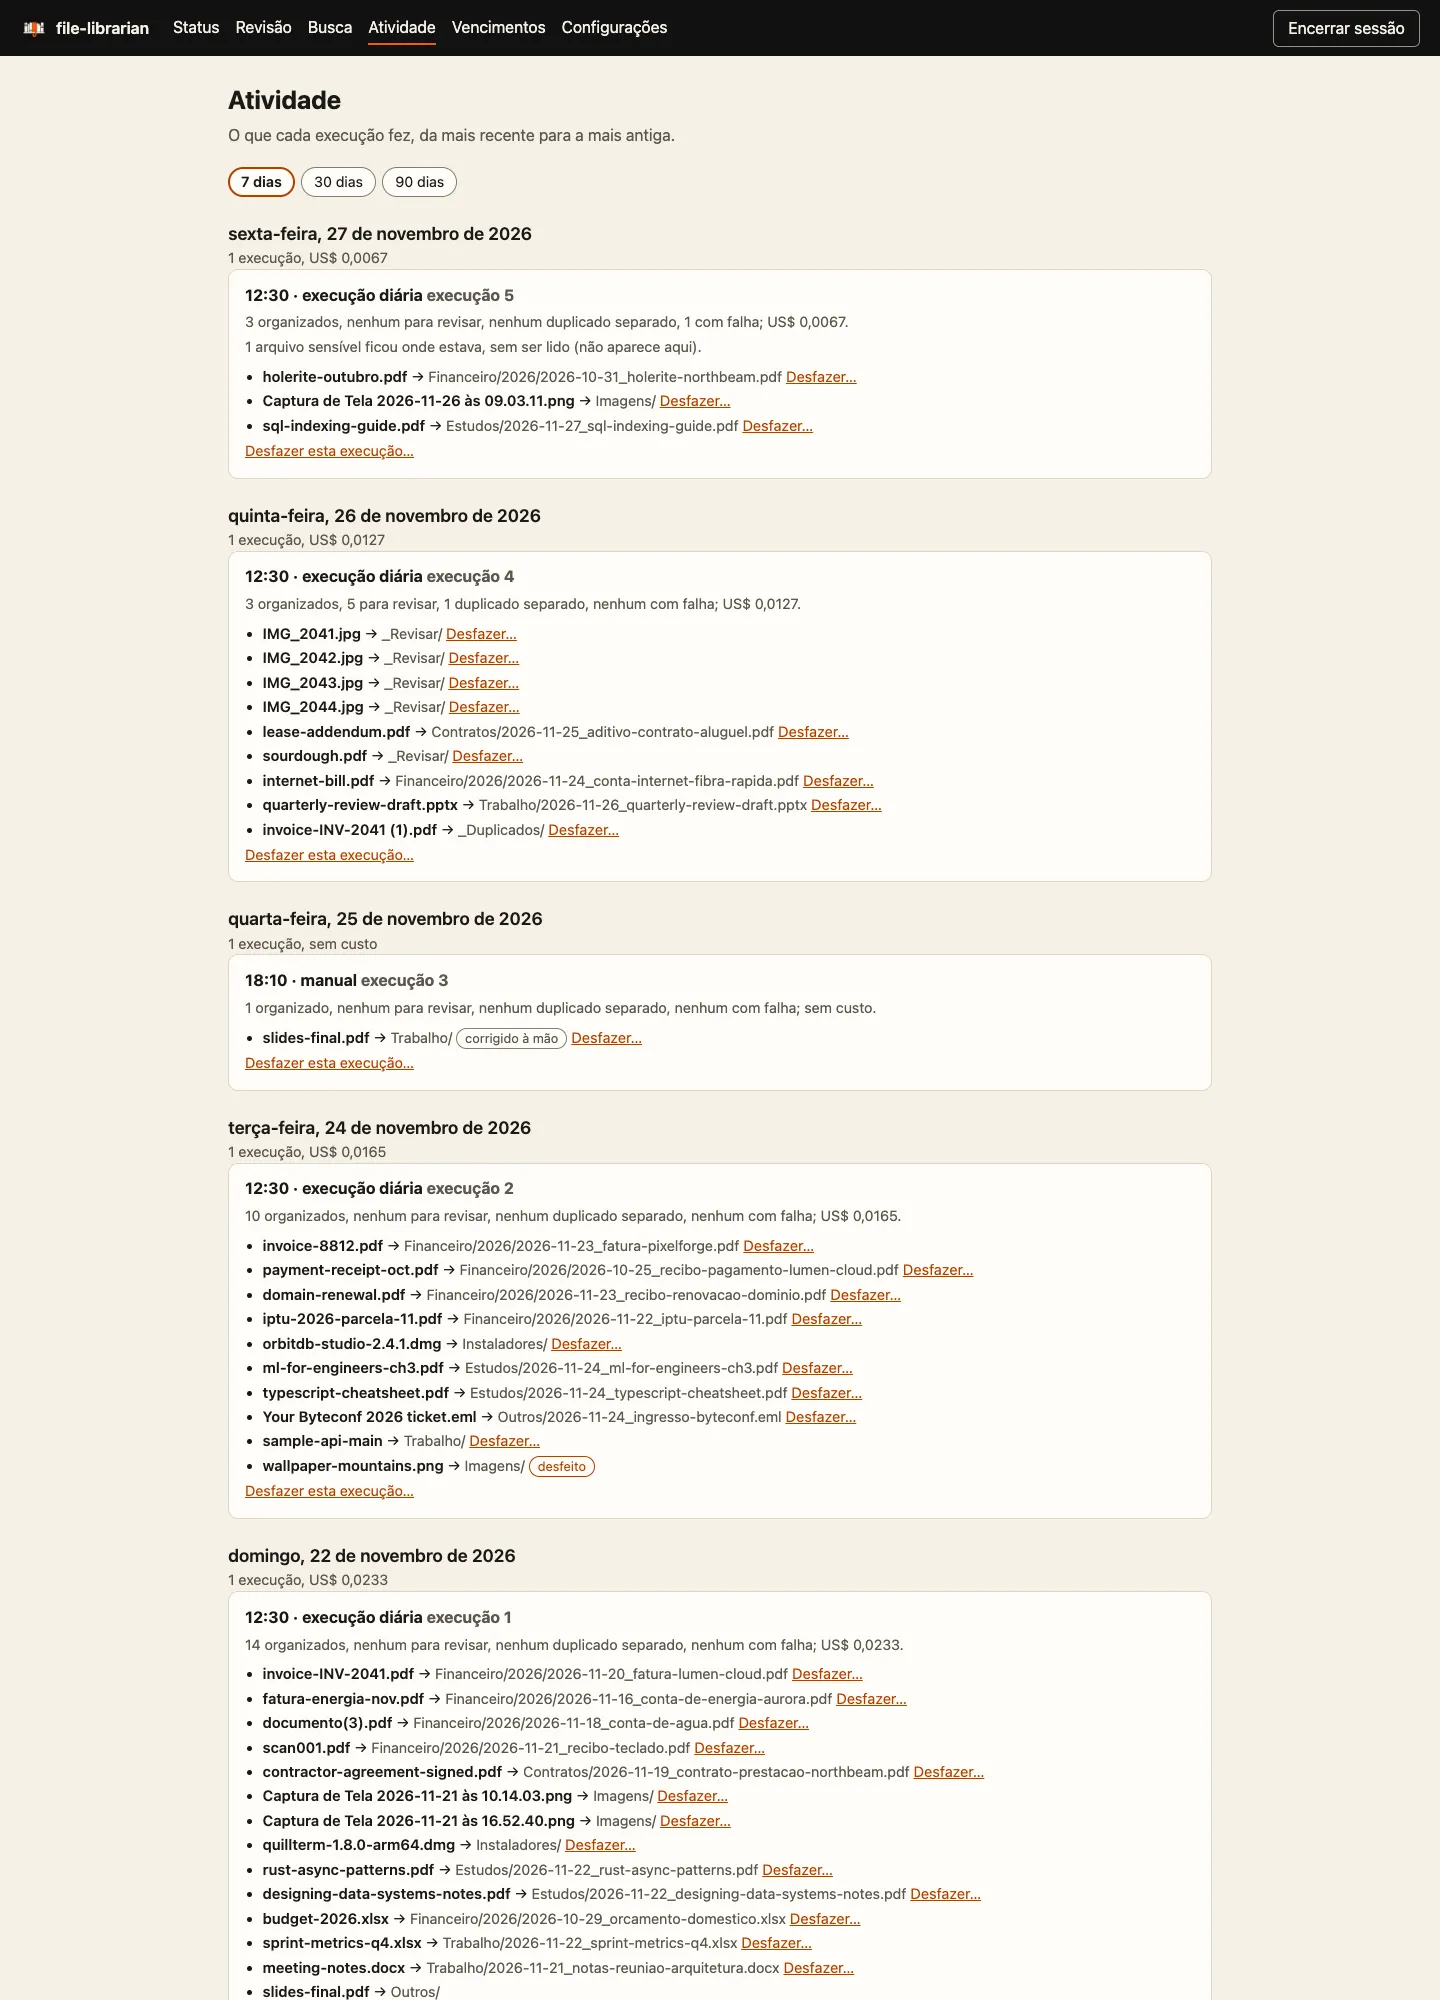 file-librarian Status Revisão Busca Atividade Vencimentos Configurações Encerrar sessão
Atividade
O que cada execução fez, da mais recente para a mais antiga.
7 dias 30 dias 90 dias
sexta-feira, 27 de novembro de 2026
1 execução, US$ 0,0067
12:30 · execução diária execução 5
3 organizados, nenhum para revisar, nenhum duplicado separado, 1 com falha; US$ 0,0067.
1 arquivo sensível ficou onde estava, sem ser lido (não aparece aqui).
• holerite-outubro.pdf → Financeiro/2026/2026-10-31_holerite-northbeam.pdf Desfazer...
• Captura de Tela 2026-11-26 às 09.03.11.png → Imagens/ Desfazer...
• sql-indexing-guide.pdf → Estudos/2026-11-27_sql-indexing-guide.pdf Desfazer...
Desfazer esta execução...
quinta-feira, 26 de novembro de 2026
1 execução, US$ 0,0127
12:30 · execução diária execução 4
3 organizados, 5 para revisar, 1 duplicado separado, nenhum com falha; US$ 0,0127.
• IMG_2041.jpg → _Revisar/ Desfazer...
• IMG_2042.jpg → _Revisar/ Desfazer...
• IMG_2043.jpg → _Revisar/ Desfazer...
• IMG_2044.jpg → _Revisar/ Desfazer...
• lease-addendum.pdf → Contratos/2026-11-25_aditivo-contrato-aluguel.pdf Desfazer...
• sourdough.pdf → _Revisar/ Desfazer...
• internet-bill.pdf → Financeiro/2026/2026-11-24_conta-internet-fibra-rapida.pdf Desfazer...
• quarterly-review-draft.pptx → Trabalho/2026-11-26_quarterly-review-draft.pptx Desfazer...
• invoice-INV-2041 (1).pdf → _Duplicados/ Desfazer...
Desfazer esta execução...
quarta-feira, 25 de novembro de 2026
1 execução, sem custo
18:10 · manual execução 3
1 organizado, nenhum para revisar, nenhum duplicado separado, nenhum com falha; sem custo.
• slides-final.pdf → Trabalho/ corrigido à mão Desfazer...
Desfazer esta execução...
terça-feira, 24 de novembro de 2026
1 execução, US$ 0,0165
12:30 · execução diária execução 2
10 organizados, nenhum para revisar, nenhum duplicado separado, nenhum com falha; US$ 0,0165.
• invoice-8812.pdf → Financeiro/2026/2026-11-23_fatura-pixelforge.pdf Desfazer...
• payment-receipt-oct.pdf → Financeiro/2026/2026-10-25_recibo-pagamento-lumen-cloud.pdf Desfazer...
• domain-renewal.pdf → Financeiro/2026/2026-11-23_recibo-renovacao-dominio.pdf Desfazer...
• iptu-2026-parcela-11.pdf → Financeiro/2026/2026-11-22_iptu-parcela-11.pdf Desfazer...
• orbitdb-studio-2.4.1.dmg → Instaladores/ Desfazer...
• ml-for-engineers-ch3.pdf → Estudos/2026-11-24_ml-for-engineers-ch3.pdf Desfazer...
• typescript-cheatsheet.pdf → Estudos/2026-11-24_typescript-cheatsheet.pdf Desfazer...
• Your Byteconf 2026 ticket.eml → Outros/2026-11-24_ingresso-byteconf.eml Desfazer...
• sample-api-main → Trabalho/ Desfazer...
• wallpaper-mountains.png → Imagens/ desfeito
Desfazer esta execução...
domingo, 22 de novembro de 2026
1 execução, US$ 0,0233
12:30 · execução diária execução 1
14 organizados, nenhum para revisar, nenhum duplicado separado, nenhum com falha; US$ 0,0233.
• invoice-INV-2041.pdf → Financeiro/2026/2026-11-20_fatura-lumen-cloud.pdf Desfazer...
• fatura-energia-nov.pdf → Financeiro/2026/2026-11-16_conta-de-energia-aurora.pdf Desfazer...
• documento(3).pdf → Financeiro/2026/2026-11-18_conta-de-agua.pdf Desfazer...
• scan001.pdf → Financeiro/2026/2026-11-21_recibo-teclado.pdf Desfazer...
• contractor-agreement-signed.pdf → Contratos/2026-11-19_contrato-prestacao-northbeam.pdf Desfazer...
• Captura de Tela 2026-11-21 às 10.14.03.png → Imagens/ Desfazer...
• Captura de Tela 2026-11-21 às 16.52.40.png → Imagens/ Desfazer...
• quillterm-1.8.0-arm64.dmg → Instaladores/ Desfazer...
• rust-async-patterns.pdf → Estudos/2026-11-22_rust-async-patterns.pdf Desfazer...
• designing-data-systems-notes.pdf → Estudos/2026-11-22_designing-data-systems-notes.pdf Desfazer...
• budget-2026.xlsx → Financeiro/2026/2026-10-29_orcamento-domestico.xlsx Desfazer...
• sprint-metrics-q4.xlsx → Trabalho/2026-11-22_sprint-metrics-q4.xlsx Desfazer...
• meeting-notes.docx → Trabalho/2026-11-21_notas-reuniao-arquitetura.docx Desfazer...
• slides-final.pdf → Outros/